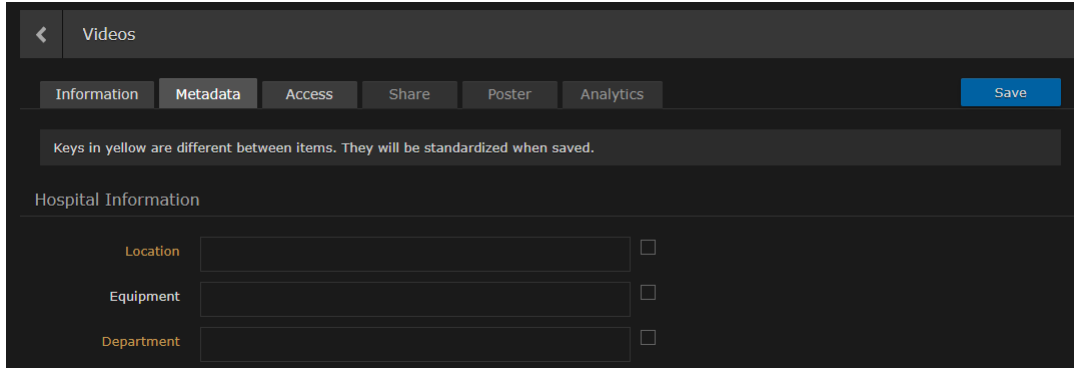 Videos
Information Metadata Access Share Poster Analytics Save
Keys in yellow are different between items. They will be standardized when saved.
Hospital Information
Location
Equipment
Department